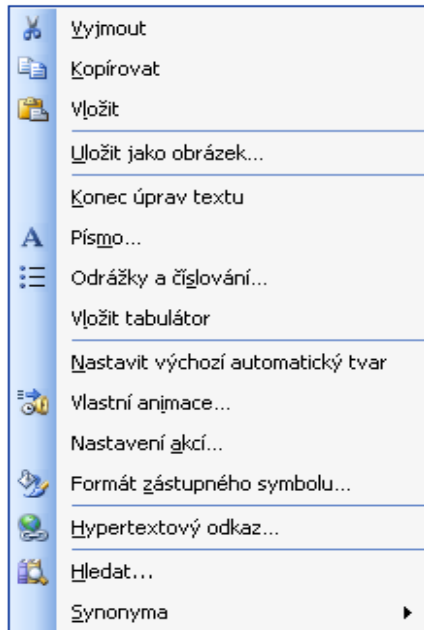 Vyjmout
Kopírovat
Vložit
Uložit jako obrázek...
Konec úprav textu
Písmo...
Odrážky a číslování...
Vložit tabulátor
Nastavit výchozí automatický tvar
Vlastní animace...
Nastavení akcí...
Formát zástupného symbolu...
Hypertextový odkaz...
Hledat...
Synonyma